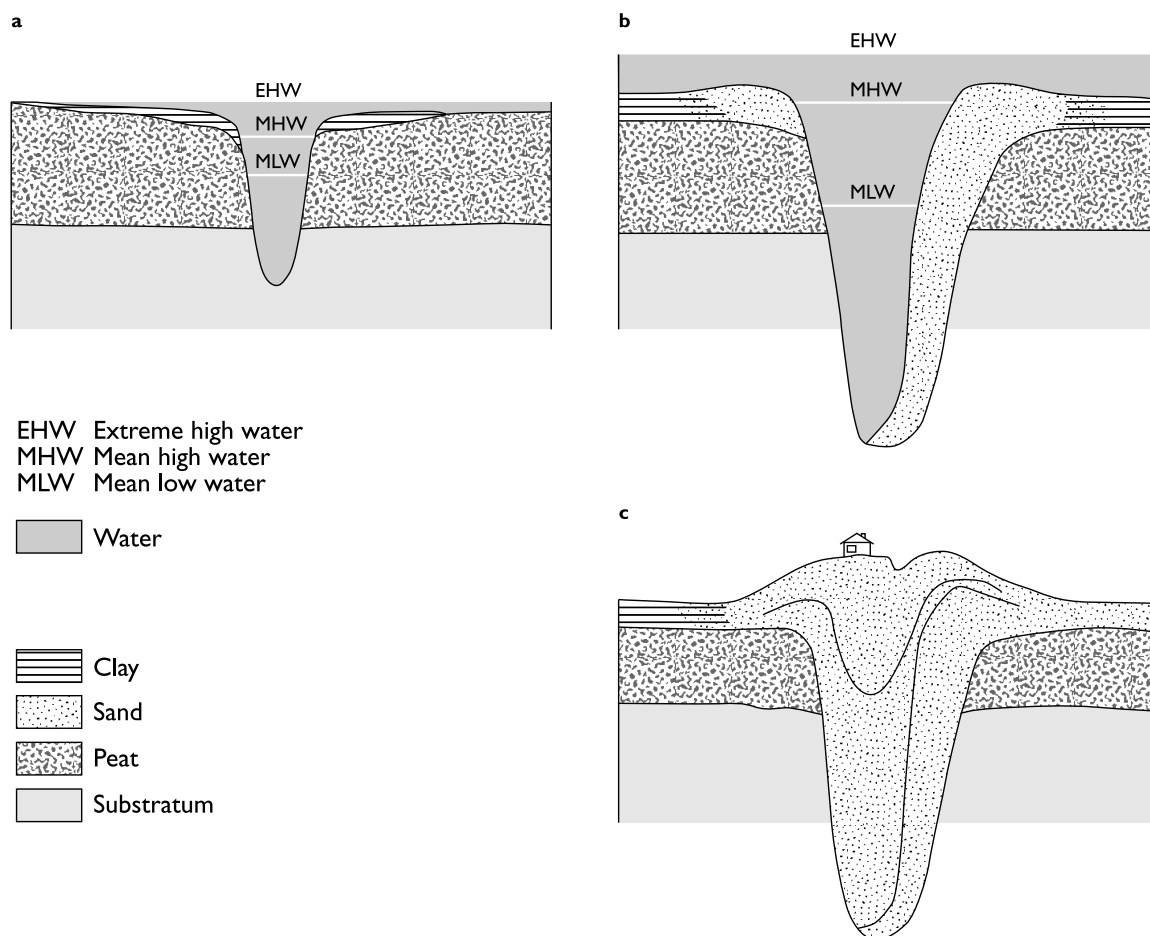 a
EHW
MHW
MLW
b
EHW
MHW
MLW
EHW Extreme high water
MHW Mean high water
MLW Mean low water
Water
c
Clay
Sand
Peat
Substratum